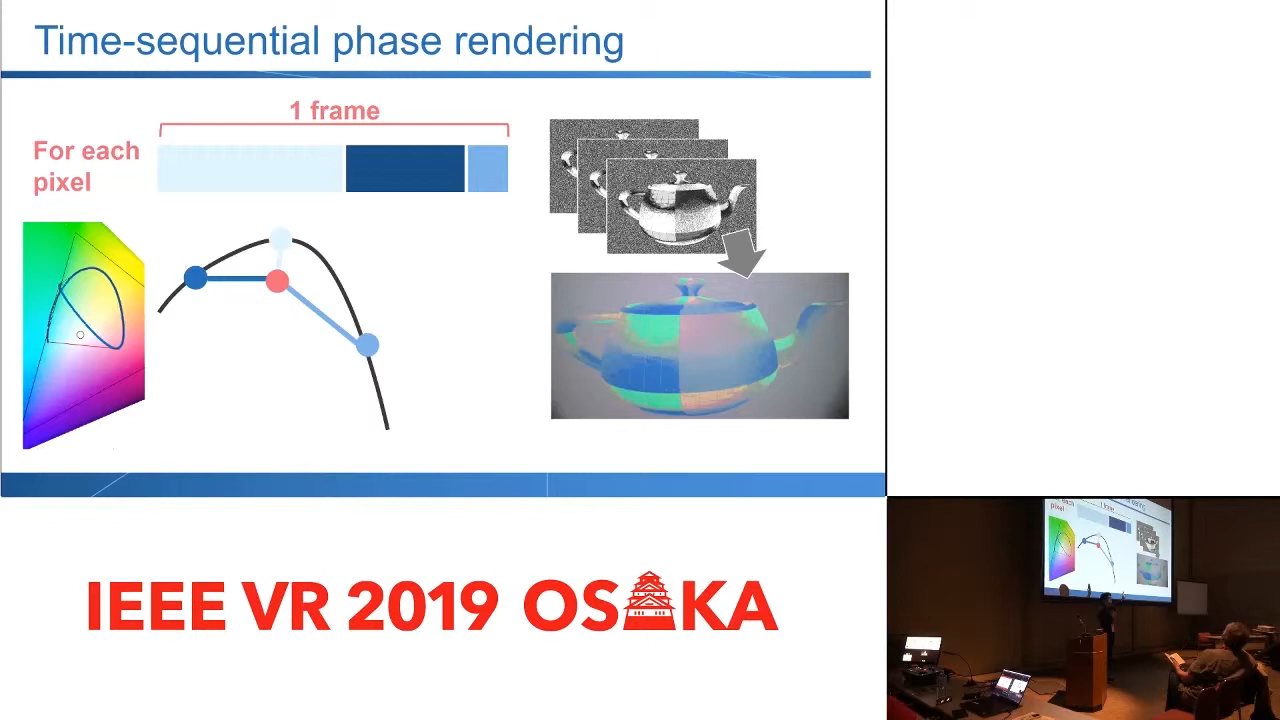 Time-sequential phase rendering
1 frame
For each
pixel
IEEE VR 2019 OSAKA